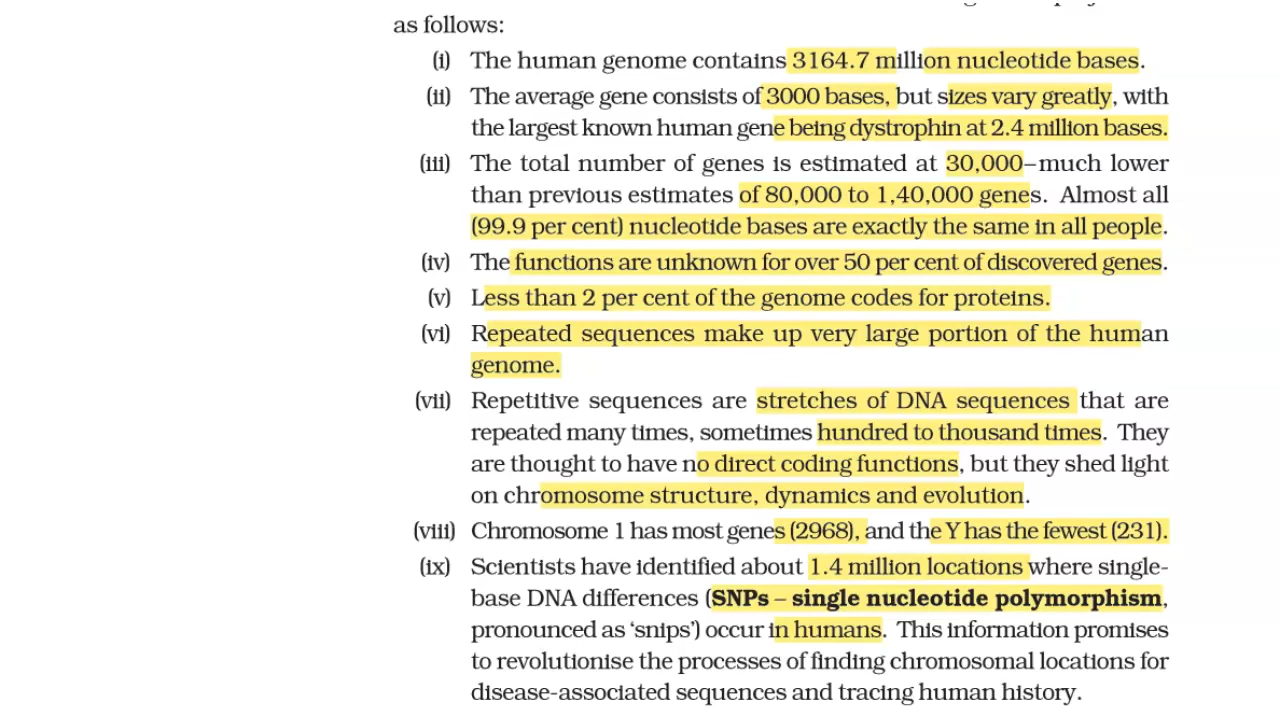 as follows:
(i) The human genome contains 3164.7 million nucleotide bases.
(ii) The average gene consists of 3000 bases, but sizes vary greatly, with
the largest known human gene being dystrophin at 2.4 million bases.
(iii) The total number of genes is estimated at 30,000–much lower
than previous estimates of 80,000 to 1,40,000 genes. Almost all
(99.9 per cent) nucleotide bases are exactly the same in all people.
(iv) The functions are unknown for over 50 per cent of discovered genes.
(v) Less than 2 per cent of the genome codes for proteins.
(vi) Repeated sequences make up very large portion of the human
genome.
(vii) Repetitive sequences are stretches of DNA sequences that are
repeated many times, sometimes hundred to thousand times. They
are thought to have no direct coding functions, but they shed light
on chromosome structure, dynamics and evolution.
(viii) Chromosome 1 has most genes (2968), and the Y has the fewest (231).
(ix) Scientists have identified about 1.4 million locations where single-
base DNA differences (SNPs – single nucleotide polymorphism,
pronounced as ‘snips’) occur in humans. This information promises
to revolutionise the processes of finding chromosomal locations for
disease-associated sequences and tracing human history.